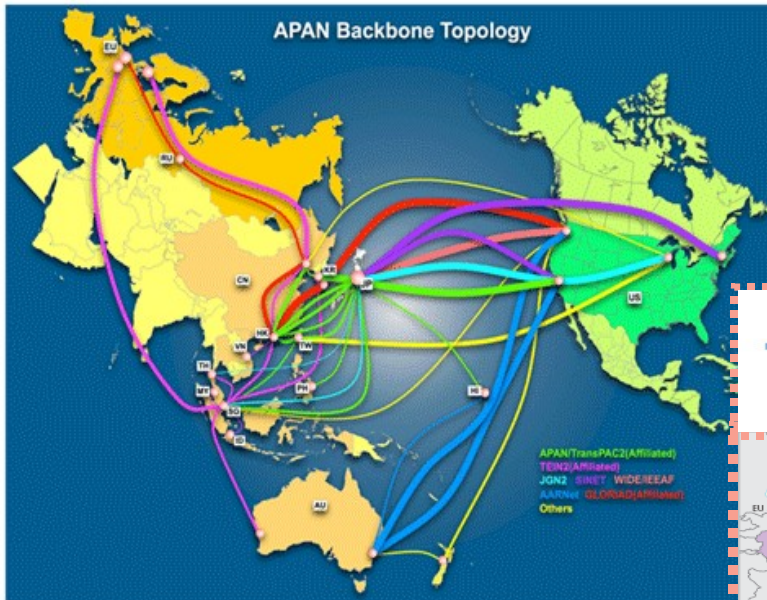 APAN Backbone Topology
EU
RU
CN
KR
JP
US
HK
TW
VN
TH
MY
PH
SG
ID
HI
AU
APAN/TransPAC2(Affiliated)
TEIN2(Affiliated)
JGN2 SINET WIDE/IEEAF
AARNet GLORIAD(Affiliated)
Others
EU